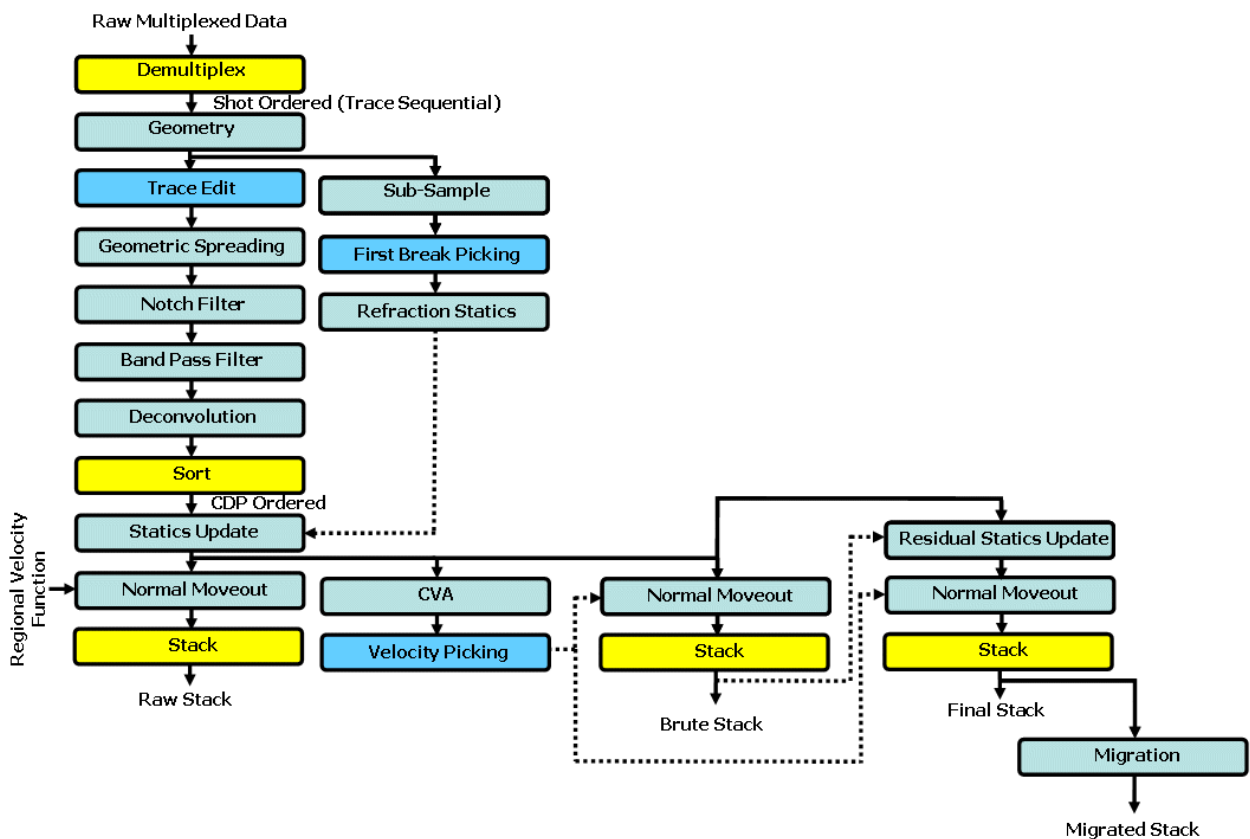 Raw Multiplexed Data
Demultiplex
Shot Ordered (Trace Sequential)
Geometry
Trace Edit
Sub-Sample
Geometric Spreading
First Break Picking
Notch Filter
Refraction Statics
Band Pass Filter
Deconvolution
Sort
CDP Ordered
Statics Update
Residual Statics Update
Regional Velocity
Function
Normal Moveout
CVA
Normal Moveout
Normal Moveout
Stack
Velocity Picking
Stack
Stack
Raw Stack
Brute Stack
Final Stack
Migration
Migrated Stack